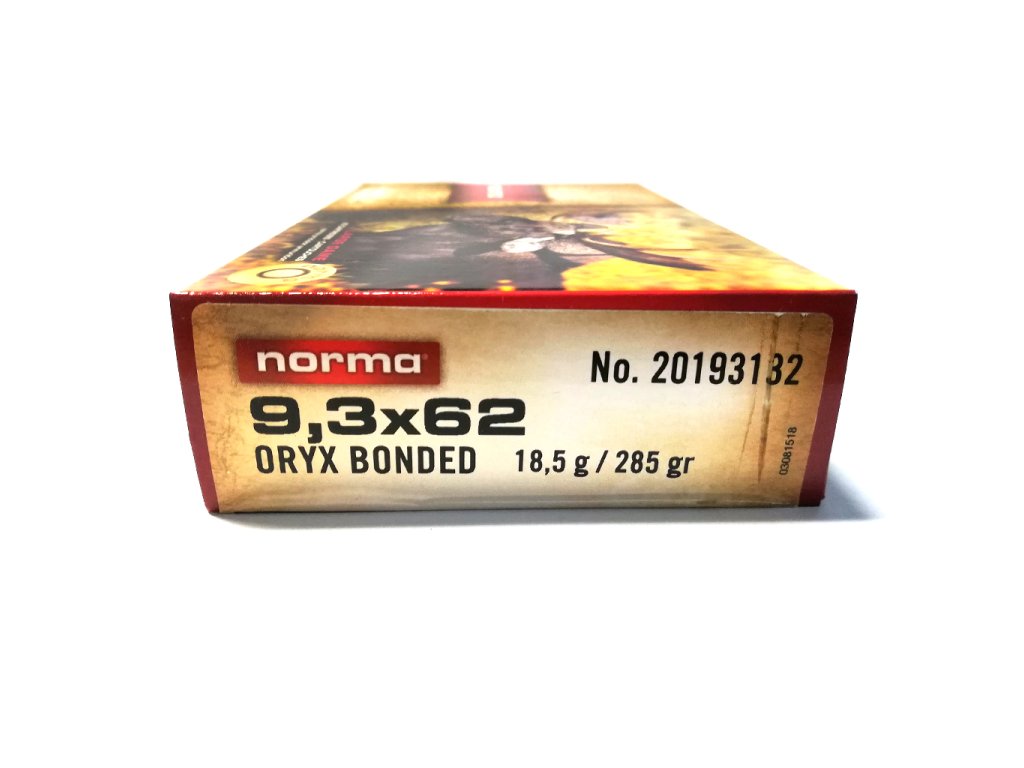 norma
No. 20193132
9,3x62
ORYX BONDED 18,5 g / 285 gr
03081518